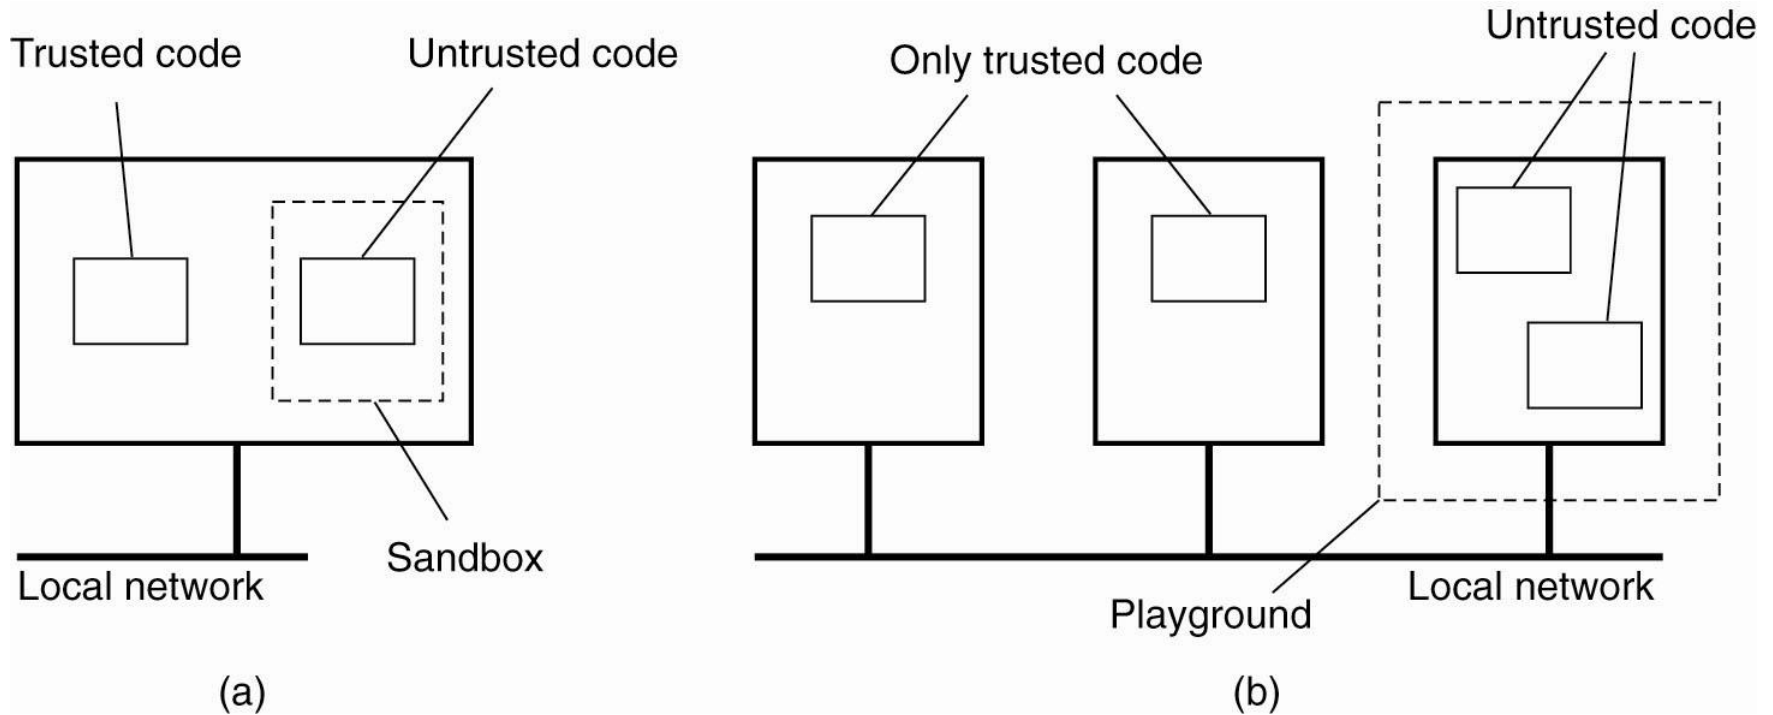 Trusted code
Untrusted code
Sandbox
Local network
(a)
Only trusted code
Untrusted code
Playground
Local network
(b)